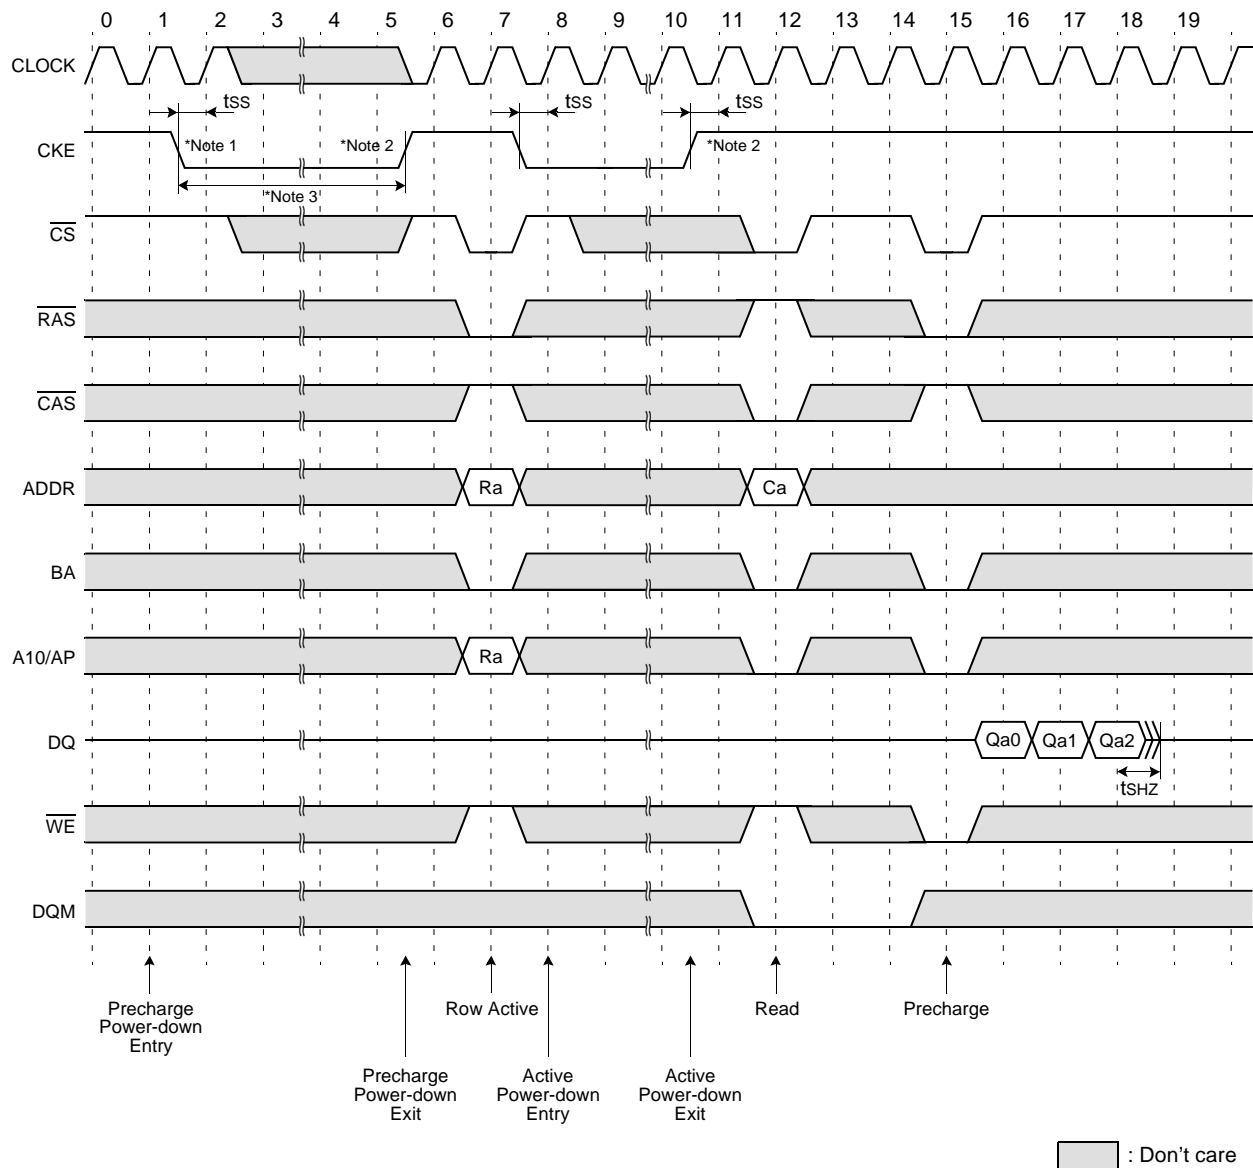 0 1 2 3 4 5 6 7 8 9 10 11 12 13 14 15 16 17 18 19
CLOCK
tSS tSS tSS
CKE *Note 1 *Note 2 *Note 2
*Note 3
CS
RAS
CAS
ADDR Ra Ca
BA
A10/AP Ra
DQ Qa0 Qa1 Qa2
tSHZ
WE
DQM
Precharge
Power-down
Entry
Row Active
Read
Precharge
Precharge
Power-down
Exit
Active
Power-down
Entry
Active
Power-down
Exit
: Don't care